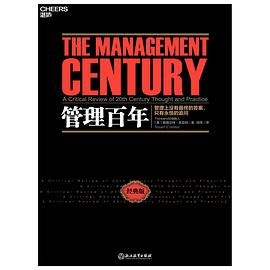 CHEERS
湛庐
THE MANAGEMENT
CENTURY
A Critical Review of 20th Century Thought and Practice
管理百年
管理上没有最终的答案,
只有永恒的追问
Stuart Crainer
经典版
浙江教育出版社